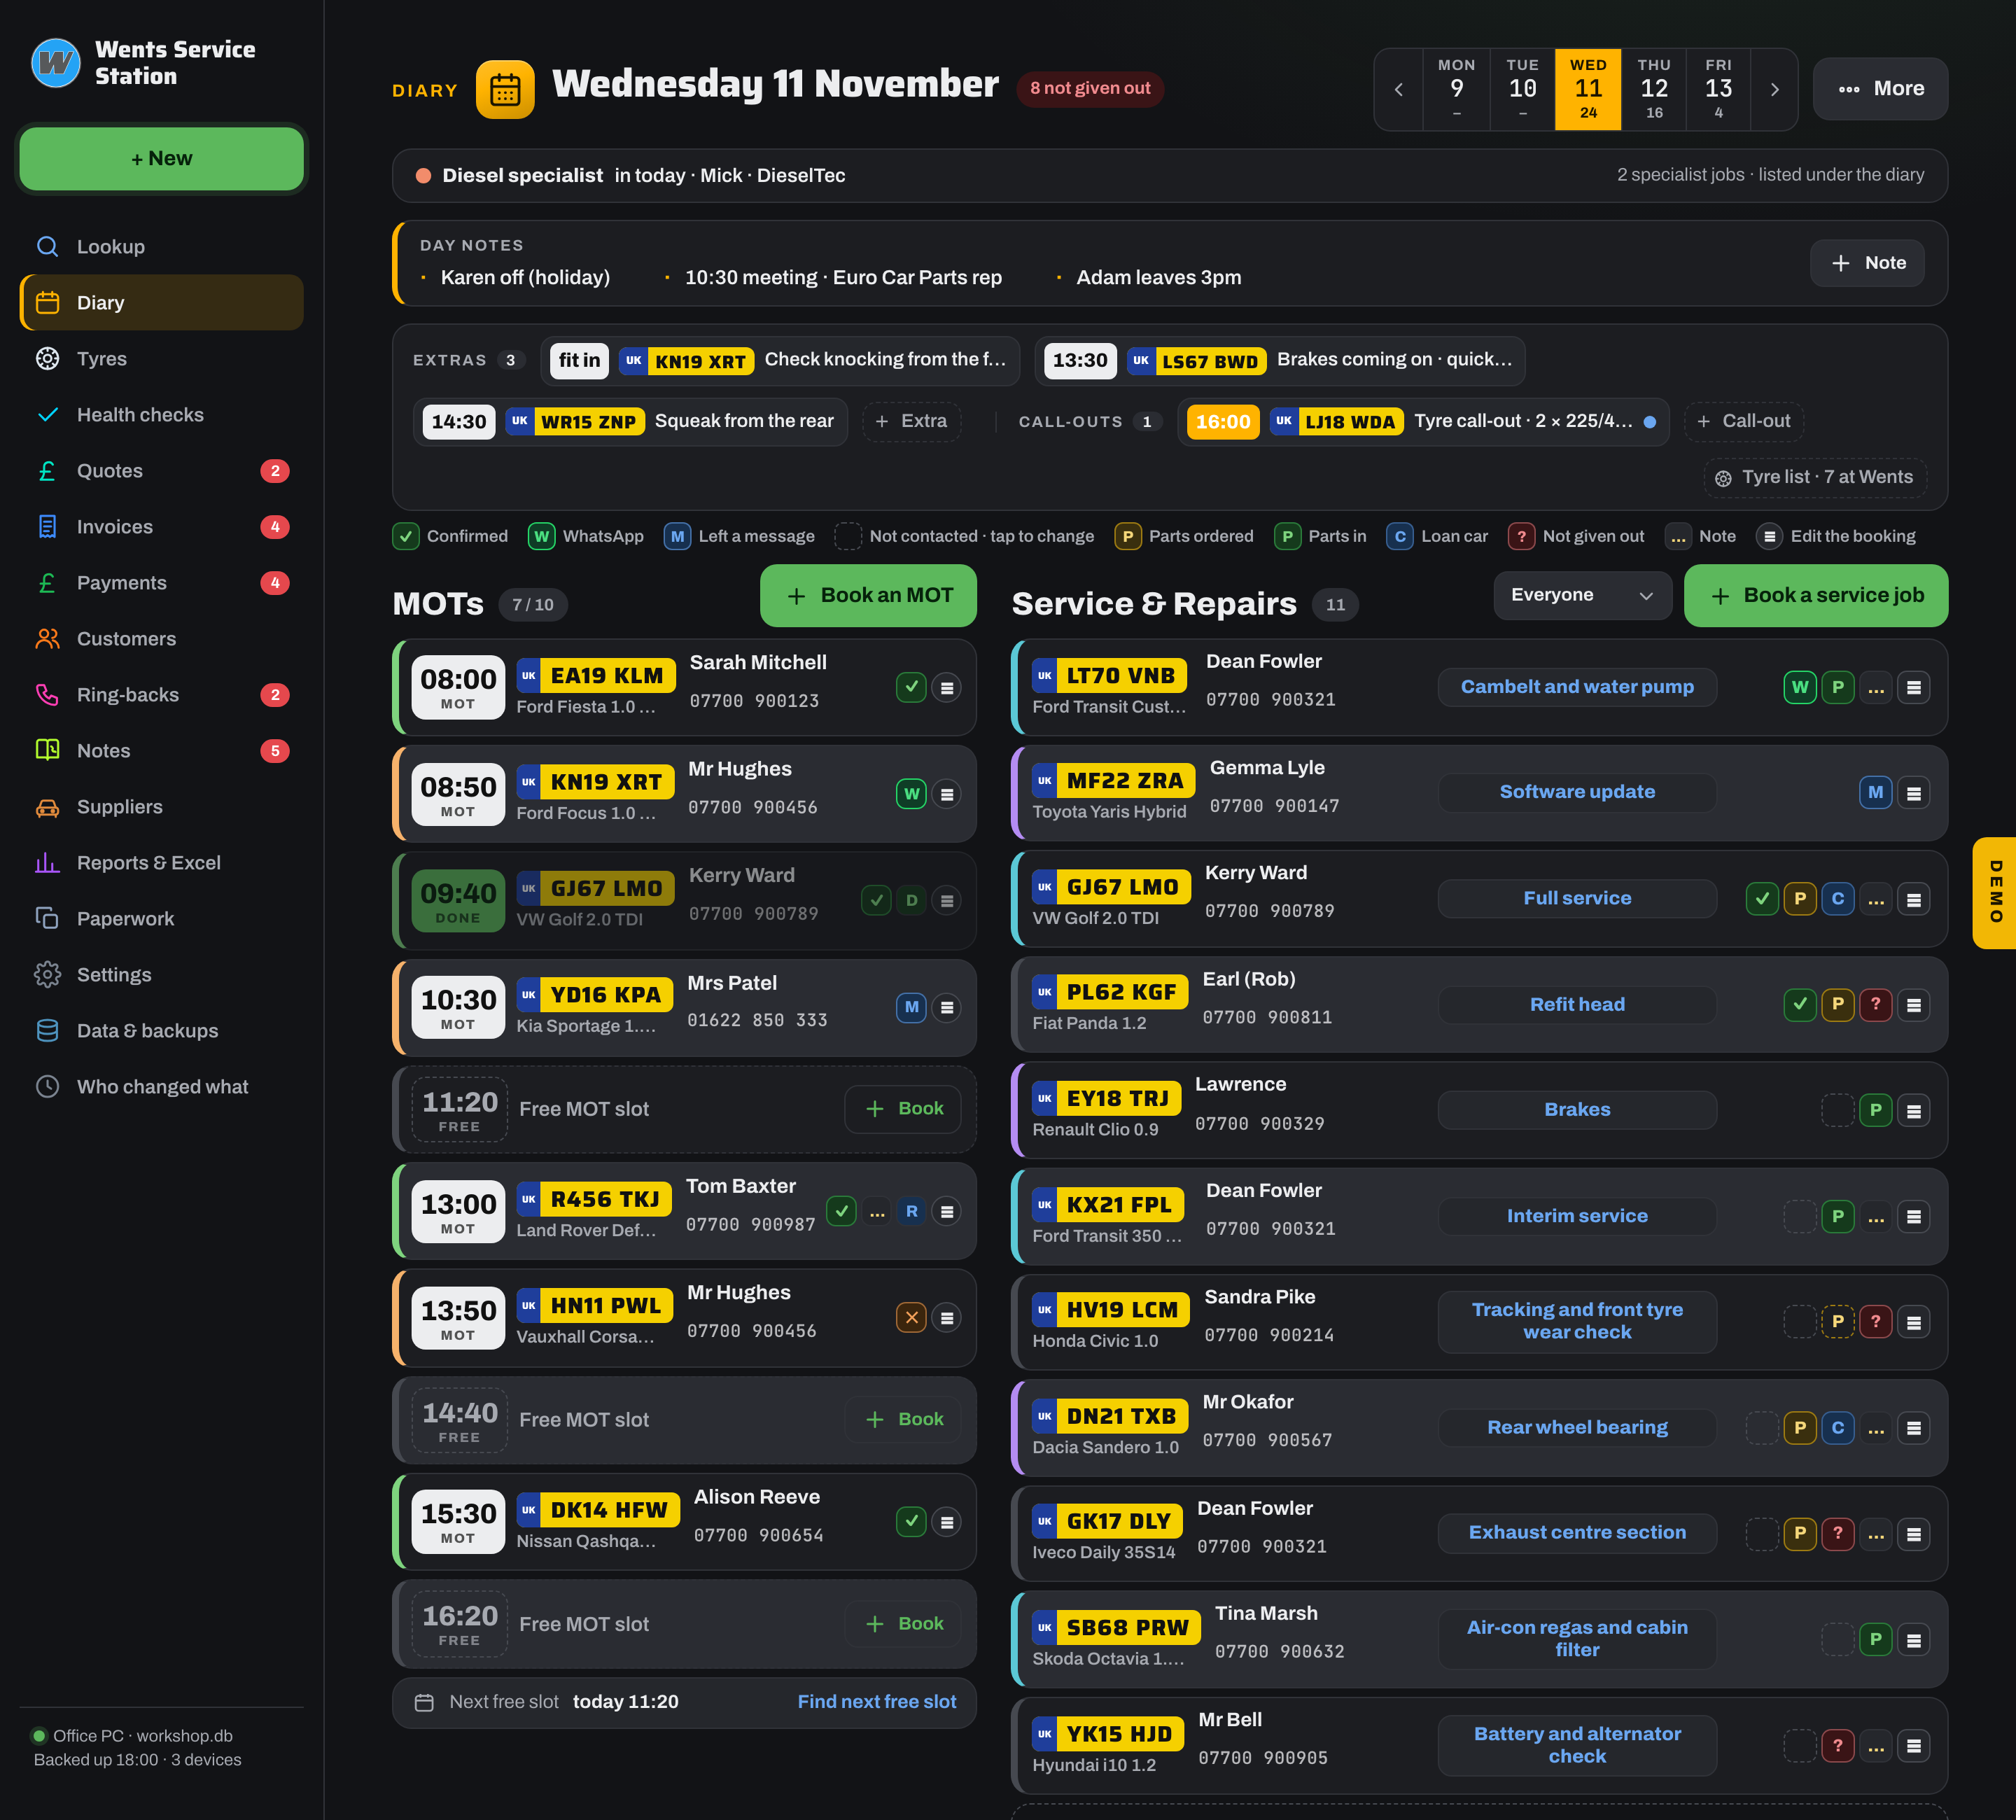 Wents Service
Station
+ New
Lookup
Diary
Tyres
Health checks
Quotes 2
Invoices 4
Payments 4
Customers
Ring-backs 2
Notes 5
Suppliers
Reports & Excel
Paperwork
Settings
Data & backups
Who changed what
Office PC · workshop.db
Backed up 18:00 · 3 devices
DIARY Wednesday 11 November 8 not given out
MON TUE WED THU FRI
9 10 11 12 13
– – 24 16 4
More
Diesel specialist in today · Mick · DieselTec 2 specialist jobs · listed under the diary
DAY NOTES
· Karen off (holiday) · 10:30 meeting · Euro Car Parts rep · Adam leaves 3pm
+ Note
EXTRAS 3 fit in UK KN19 XRT Check knocking from the f... 13:30 UK LS67 BWD Brakes coming on · quick...
14:30 UK WR15 ZNP Squeak from the rear + Extra CALL-OUTS 1 16:00 UK LJ18 WDA Tyre call-out · 2 × 225/4... + Call-out
Tyre list · 7 at Wents
Confirmed W WhatsApp M Left a message Not contacted · tap to change P Parts ordered P Parts in C Loan car ? Not given out ... Note Edit the booking
MOTs 7 / 10 + Book an MOT
08:00 MOT UK EA19 KLM Sarah Mitchell
Ford Fiesta 1.0 ... 07700 900123
08:50 MOT UK KN19 XRT Mr Hughes W
Ford Focus 1.0 ... 07700 900456
09:40 DONE UK GJ67 LMO Kerry Ward D
VW Golf 2.0 TDI 07700 900789
10:30 MOT UK YD16 KPA Mrs Patel M
Kia Sportage 1.... 01622 850 333
11:20 FREE Free MOT slot + Book
13:00 MOT UK R456 TKJ Tom Baxter ... R
Land Rover Def... 07700 900987
13:50 MOT UK HN11 PWL Mr Hughes
Vauxhall Corsa... 07700 900456
14:40 FREE Free MOT slot + Book
15:30 MOT UK DK14 HFW Alison Reeve
Nissan Qashqa... 07700 900654
16:20 FREE Free MOT slot + Book
Next free slot today 11:20 Find next free slot
Service & Repairs 11 Everyone + Book a service job
UK LT70 VNB Dean Fowler Cambelt and water pump W P ...
Ford Transit Cust... 07700 900321
UK MF22 ZRA Gemma Lyle Software update M
Toyota Yaris Hybrid 07700 900147
UK GJ67 LMO Kerry Ward Full service P C ...
VW Golf 2.0 TDI 07700 900789
UK PL62 KGF Earl (Rob) Refit head P ?
Fiat Panda 1.2 07700 900811
UK EY18 TRJ Lawrence Brakes P
Renault Clio 0.9 07700 900329
UK KX21 FPL Dean Fowler Interim service P ...
Ford Transit 350 ... 07700 900321
UK HV19 LCM Sandra Pike Tracking and front tyre wear check P ?
Honda Civic 1.0 07700 900214
UK DN21 TXB Mr Okafor Rear wheel bearing P C ...
Dacia Sandero 1.0 07700 900567
UK GK17 DLY Dean Fowler Exhaust centre section P ? ...
Iveco Daily 35S14 07700 900321
UK SB68 PRW Tina Marsh Air-con regas and cabin filter P
Skoda Octavia 1.... 07700 900632
UK YK15 HJD Mr Bell Battery and alternator check ? ...
Hyundai i10 1.2 07700 900905
DEMO